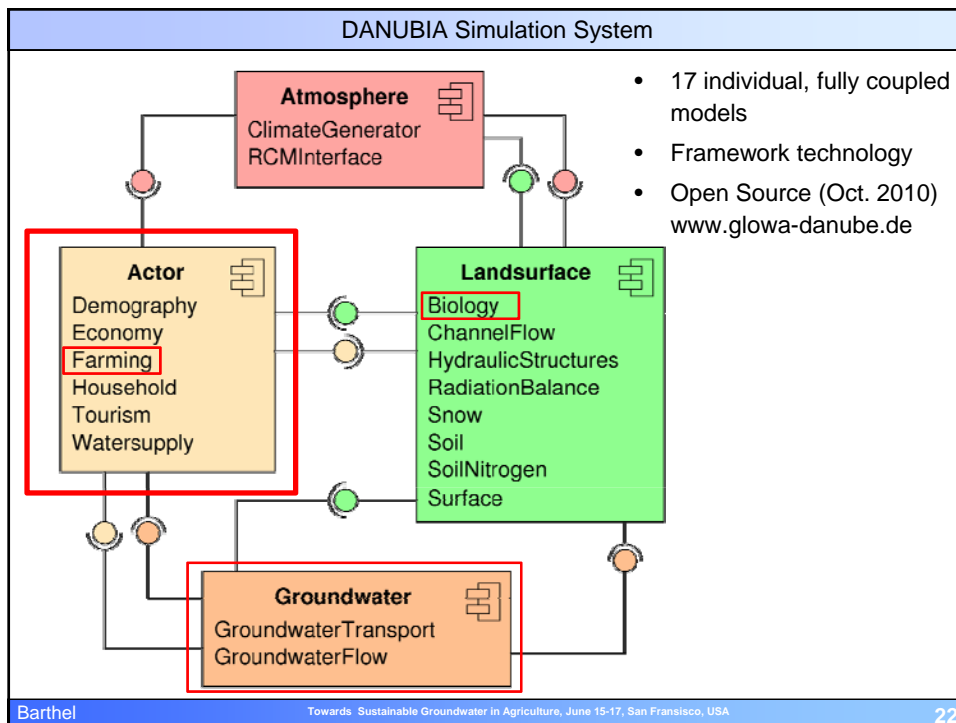 DANUBIA Simulation System
Atmosphere
ClimateGenerator
RCMInterface
• 17 individual, fully coupled
models
• Framework technology
• Open Source (Oct. 2010)
www.glowa-danube.de
Actor
Demography
Economy
Farming
Household
Tourism
Watersupply
Landsurface
Biology
ChannelFlow
HydraulicStructures
RadiationBalance
Snow
Soil
SoilNitrogen
Surface
Groundwater
GroundwaterTransport
GroundwaterFlow
Barthel Towards Sustainable Groundwater in Agriculture, June 15-17, San Fransisco, USA 22